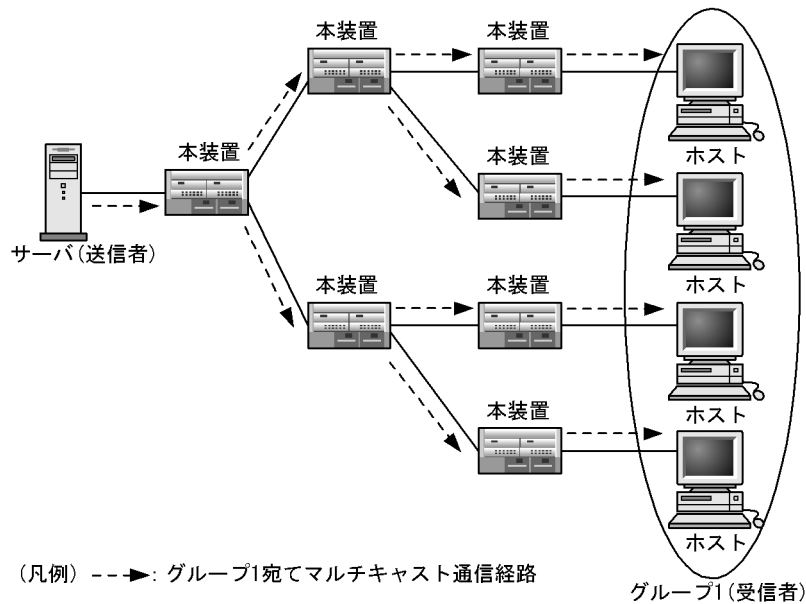 本装置
本装置
ホスト
本装置
本装置
サーバ(送信者)
ホスト
本装置
本装置
ホスト
本装置
ホスト
(凡例) : グループ1宛てマルチキャスト通信経路
グループ1(受信者)